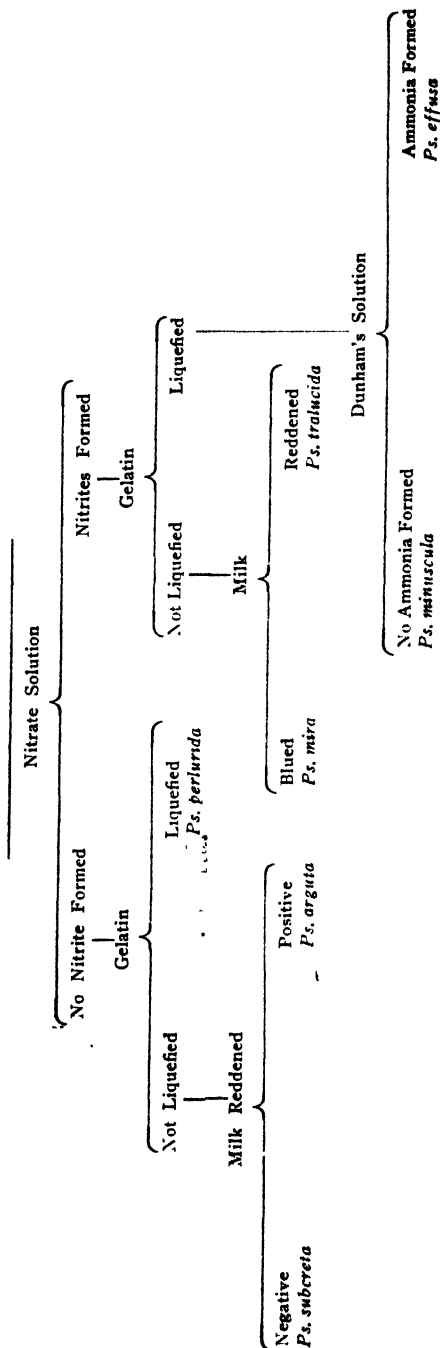 Nitrate Solution
No Nitrite Formed
Nitrites Formed
Gelatin
Gelatin
Not Liquefied
Liquefied
Ps. perlurida
Not Liquefied
Liquefied
Milk Reddened
Milk
Negative
Ps. subcreta
Positive
Ps. arguta
Blued
Ps. mira
Reddened
Ps. tralucida
Dunham's Solution
No Ammonia Formed
Ps. minuscula
Ammonia Formed
Ps. effusa